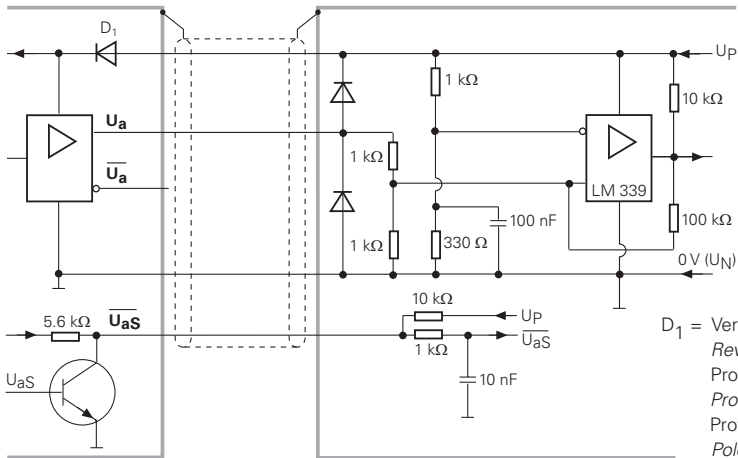 D1
UP
1 kΩ
10 kΩ
Ua
1 kΩ
Ua
LM 339
100 nF
100 kΩ
1 kΩ
330 Ω
0 V (UN)
5.6 kΩ
UaS
10 kΩ
UP
D1 = Ver
UaS
1 kΩ
Rev
UaS
10 nF
Pro
Pro
Pro
Pole